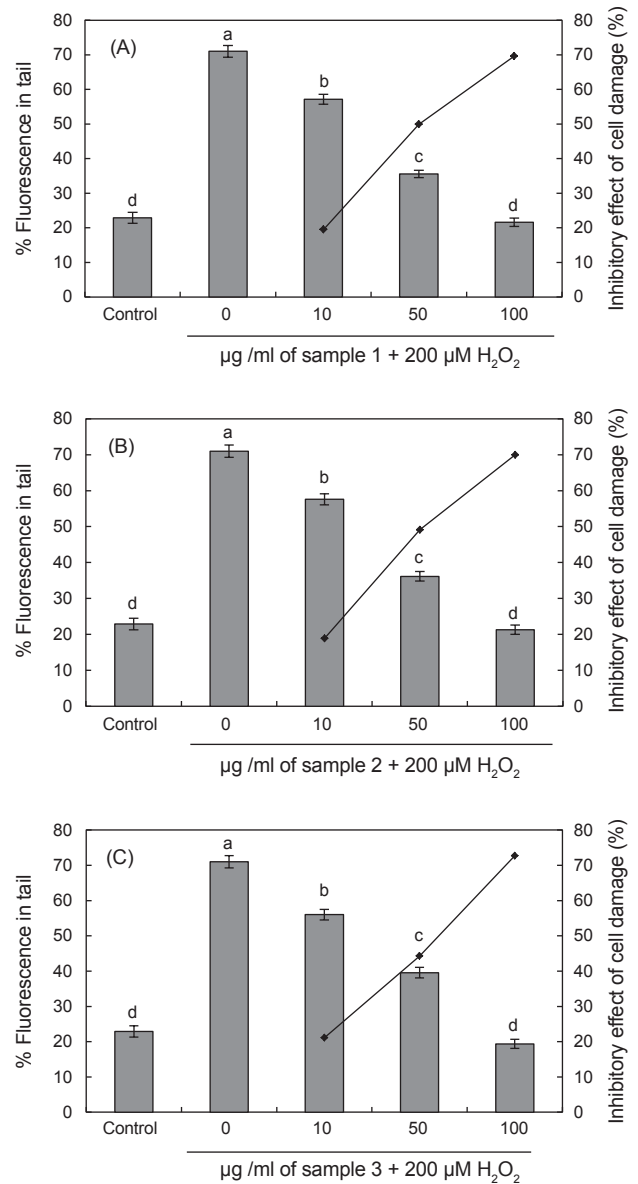 (A)
% Fluorescence in tail
Inhibitory effect of cell damage (%)
80 80
70 70
60 60
50 50
40 40
30 30
20 20
10 10
0 0
d a b c d
Control 0 10 50 100
µg /ml of sample 1 + 200 µM H₂O₂
(B)
% Fluorescence in tail
Inhibitory effect of cell damage (%)
80 80
70 70
60 60
50 50
40 40
30 30
20 20
10 10
0 0
d a b c d
Control 0 10 50 100
µg /ml of sample 2 + 200 µM H₂O₂
(C)
% Fluorescence in tail
Inhibitory effect of cell damage (%)
80 80
70 70
60 60
50 50
40 40
30 30
20 20
10 10
0 0
d a b c d
Control 0 10 50 100
µg /ml of sample 3 + 200 µM H₂O₂